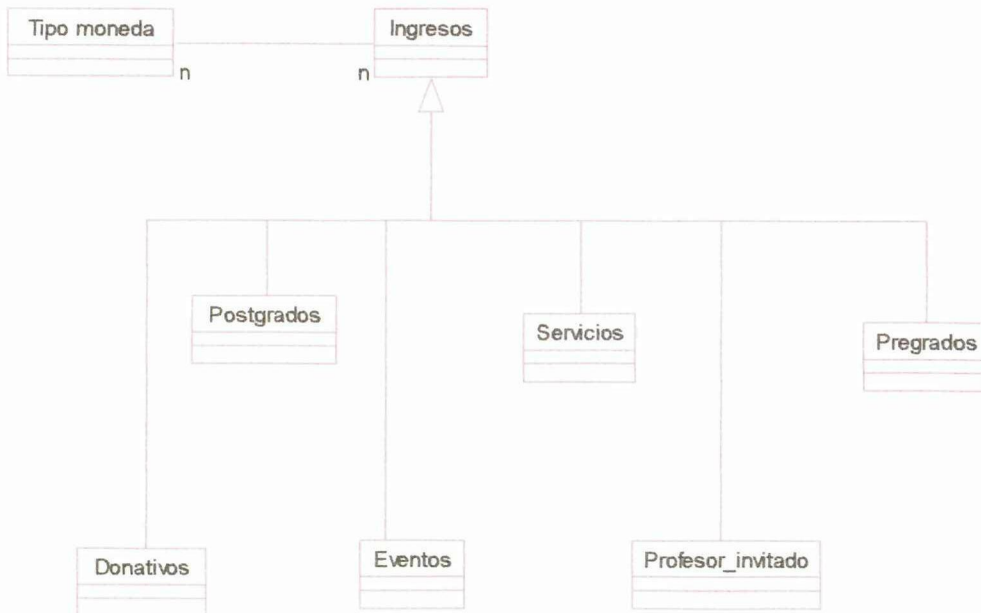 Tipo moneda
Ingresos
n
n
Postgrados
Servicios
Pregrados
Donativos
Eventos
Profesor_invitado